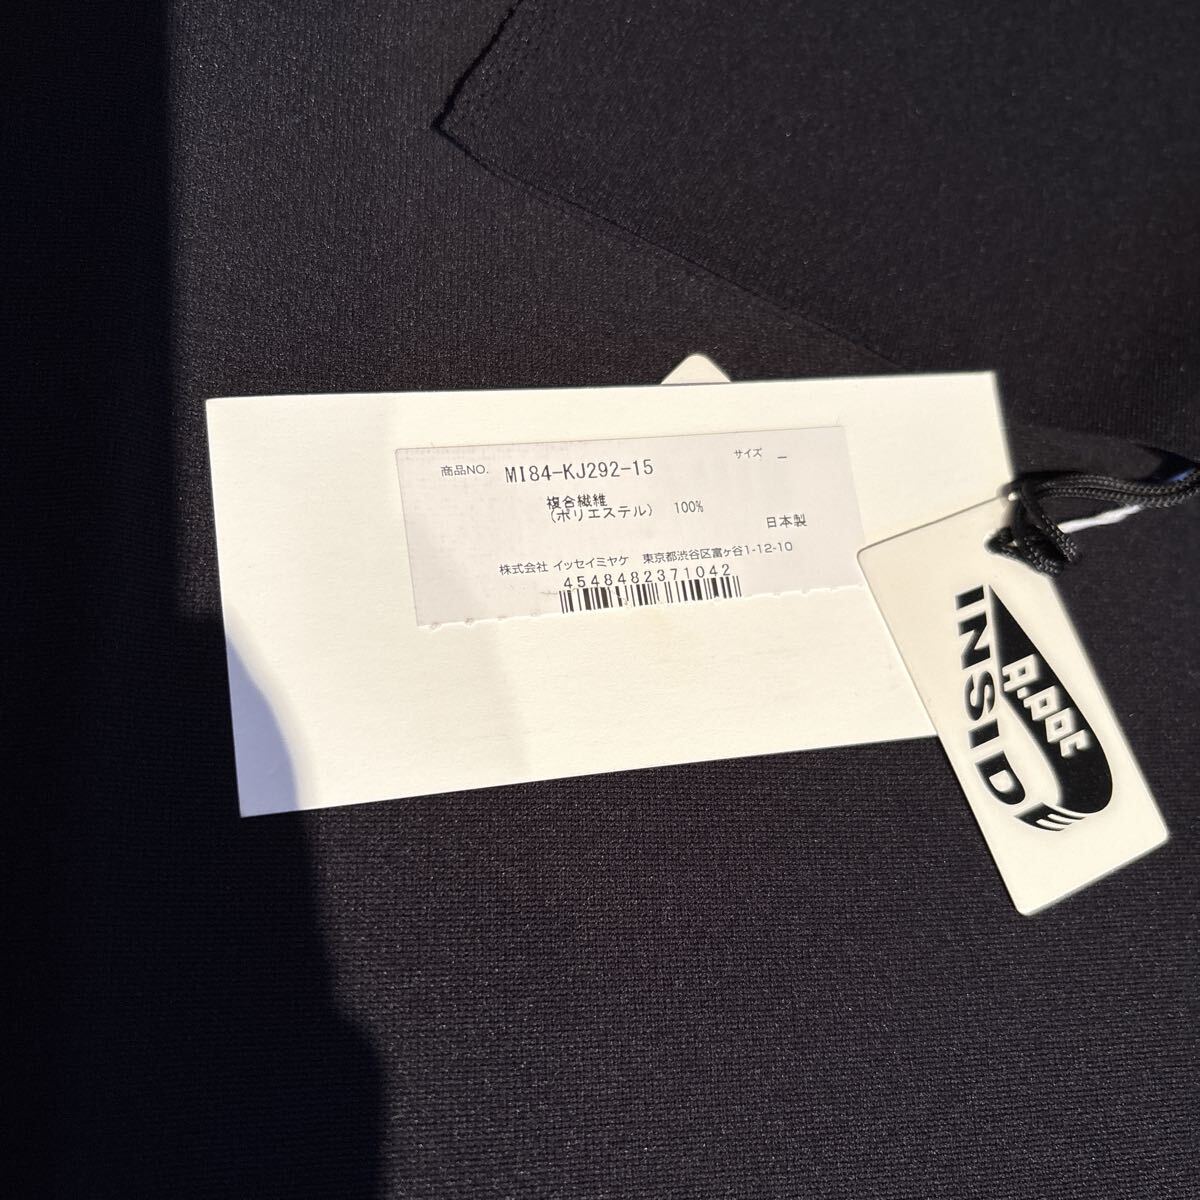 商品NO. MI84-KJ292-15 サイズ －
複合繊維
（ポリエステル） 100%
日本製
株式会社 イッセイミヤケ 東京都渋谷区富ヶ谷1-12-10
4548482371042
A.POC
INSIDE